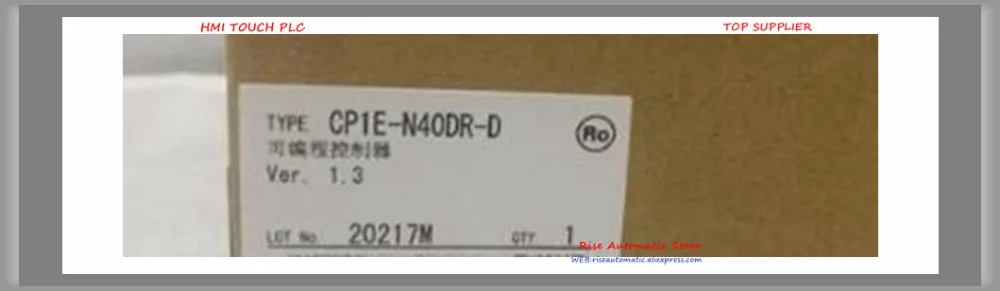 HMI TOUCH PLC
TOP SUPPLIER
TYPE CP1E-N40DR-D
Ro
可编程控制器
Ver. 1.3
LOT No. 20217M QTY 1
Rise Automatic Store
WEB:riseautomatic.aliexpress.com